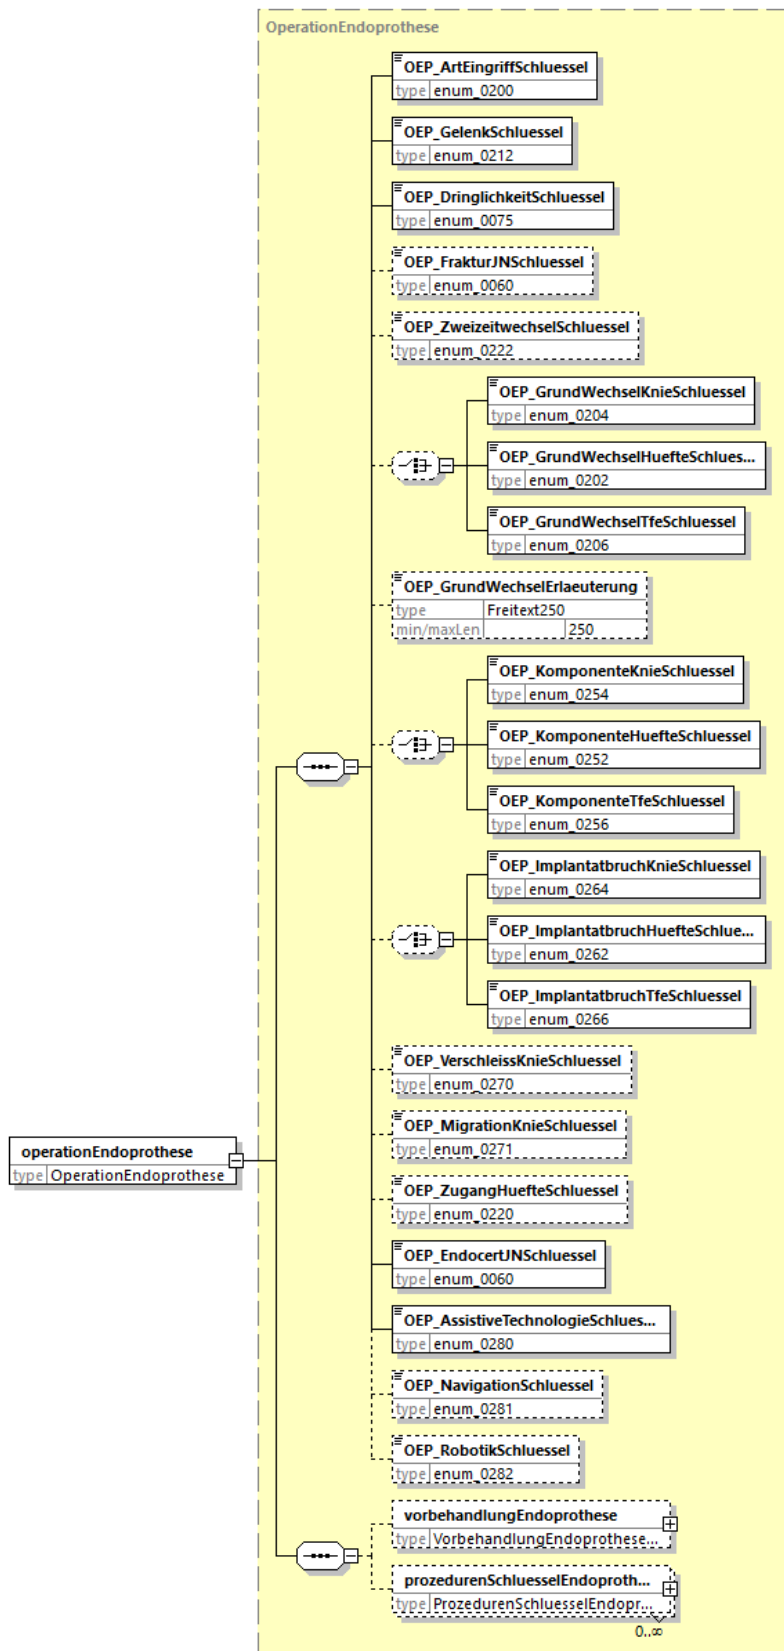 OperationEndoprothese
OEP_ArtEingriffSchluessel
type enum_0200
OEP_GelenkSchluessel
type enum_0212
OEP_DringlichkeitSchluessel
type enum_0075
OEP_FrakturJNSchluessel
type enum_0060
OEP_ZweizeitwechselSchluessel
type enum_0222
OEP_GrundWechselKnieSchluessel
type enum_0204
OEP_GrundWechselHuefteSchlues...
type enum_0202
OEP_GrundWechselTfeSchluessel
type enum_0206
OEP_GrundWechselErlaeuterung
type Freitext250
min/maxLen 250
OEP_KomponenteKnieSchluessel
type enum_0254
OEP_KomponenteHuefteSchluessel
type enum_0252
OEP_KomponenteTfeSchluessel
type enum_0256
OEP_ImplantatbruchKnieSchluessel
type enum_0264
OEP_ImplantatbruchHuefteSchlue...
type enum_0262
OEP_ImplantatbruchTfeSchluessel
type enum_0266
OEP_VerschleissKnieSchluessel
type enum_0270
OEP_MigrationKnieSchluessel
type enum_0271
operationEndoprothese
type OperationEndoprothese
OEP_ZugangHuefteSchluessel
type enum_0220
OEP_EndocertJNSchluessel
type enum_0060
OEP_AssistiveTechnologieSchlues...
type enum_0280
OEP_NavigationSchluessel
type enum_0281
OEP_RobotikSchluessel
type enum_0282
vorbehandlungEndoprothese
type VorbehandlungEndoprothese...
prozedurenSchluesselEndoproth...
type ProzedurenSchluesselEndopr...
0..∞